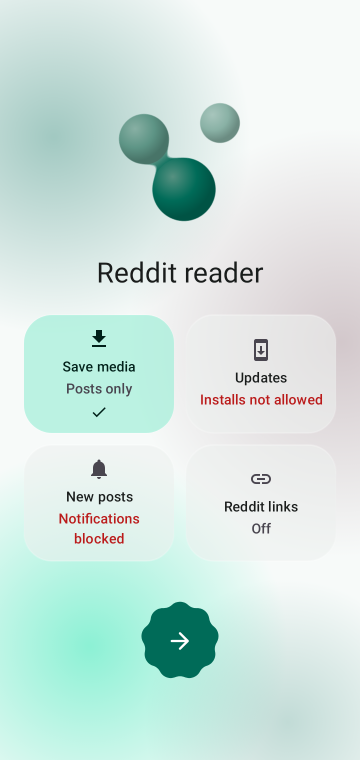 Reddit reader
Save media
Posts only
Updates
Installs not allowed
New posts
Notifications
blocked
Reddit links
Off